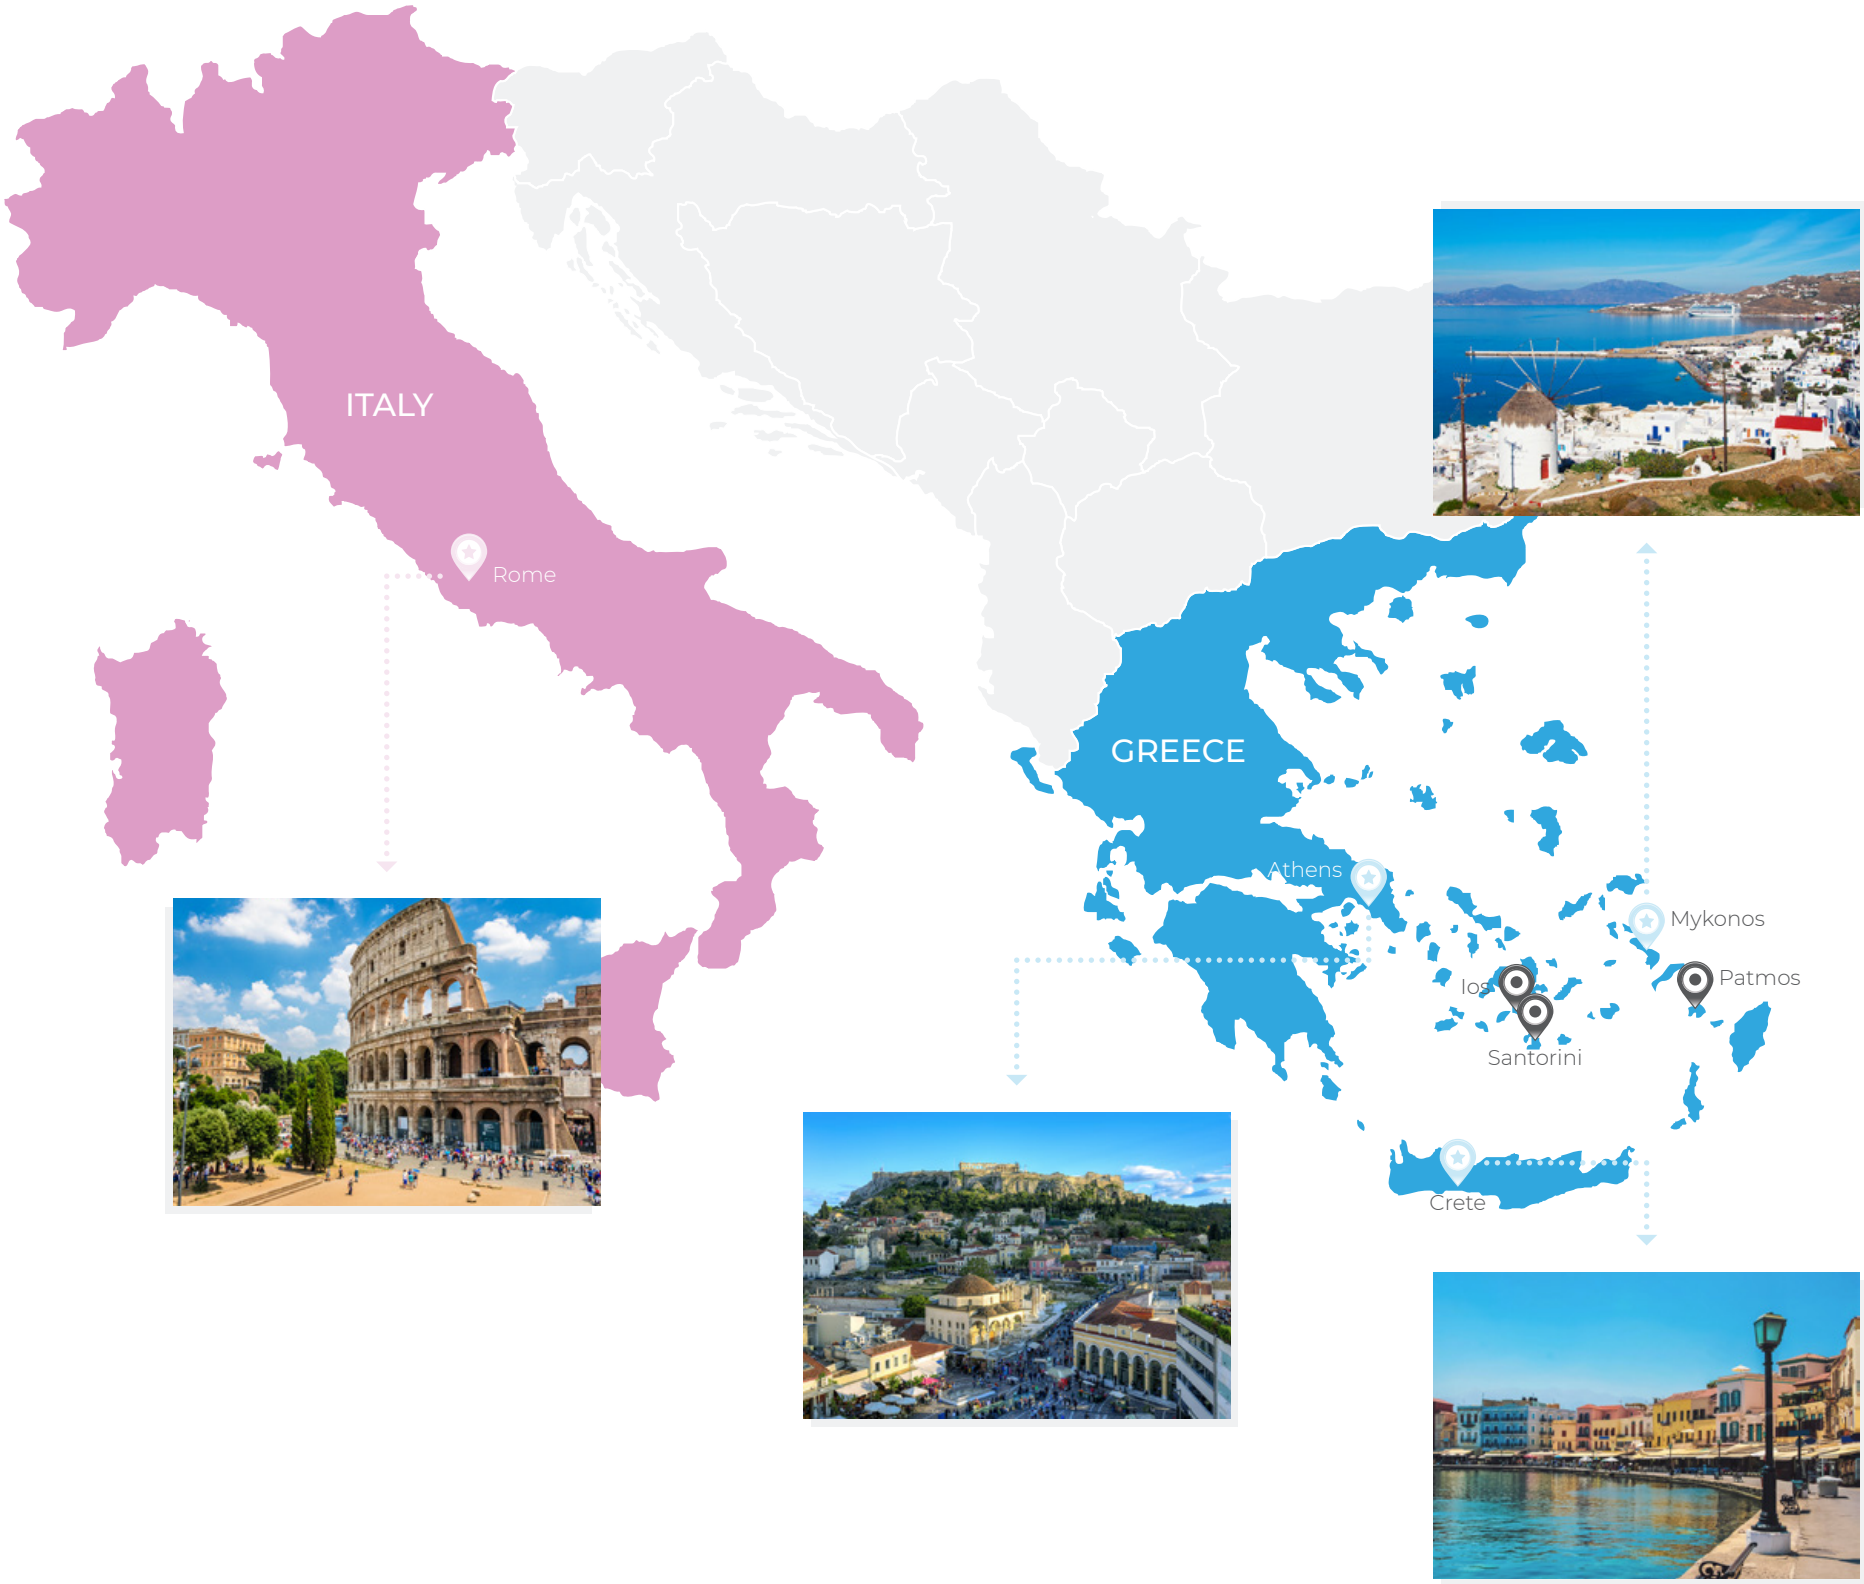 ITALY
Rome
GREECE
Athens
Mykonos
Patmos
Ios
Santorini
Crete